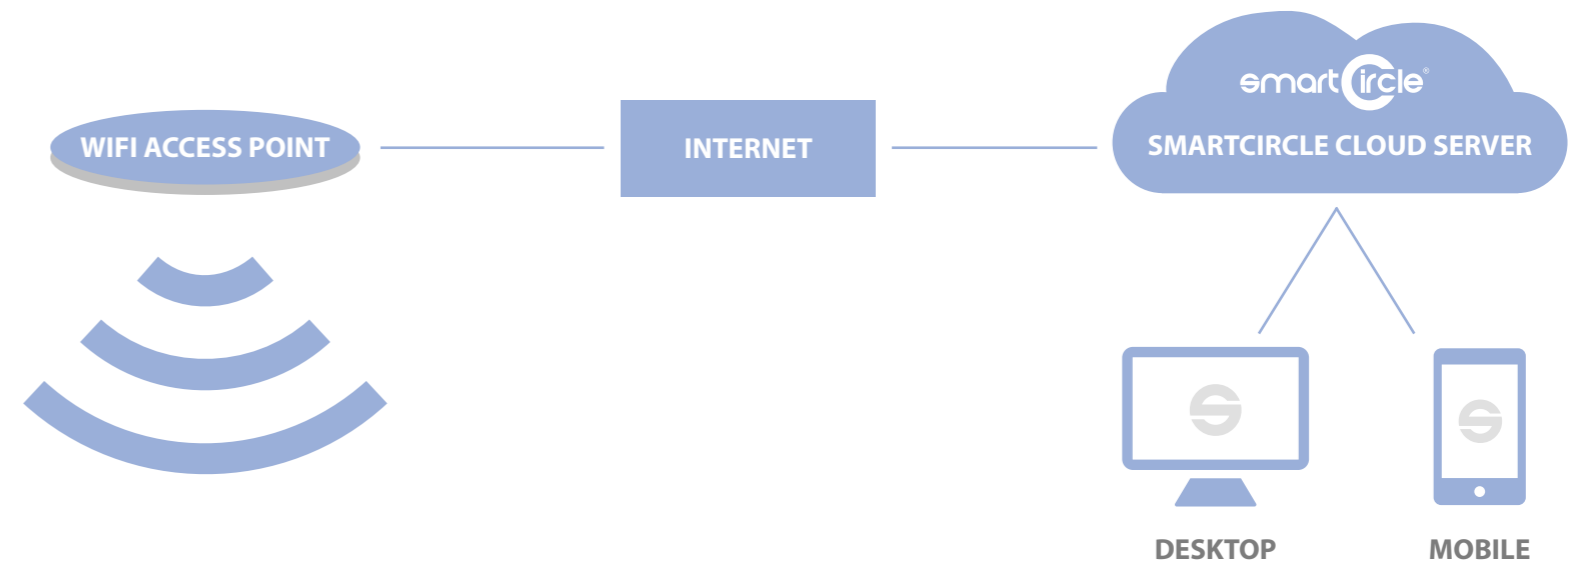 smartCircle®
WIFI ACCESS POINT
INTERNET
SMARTCIRCLE CLOUD SERVER
DESKTOP
MOBILE